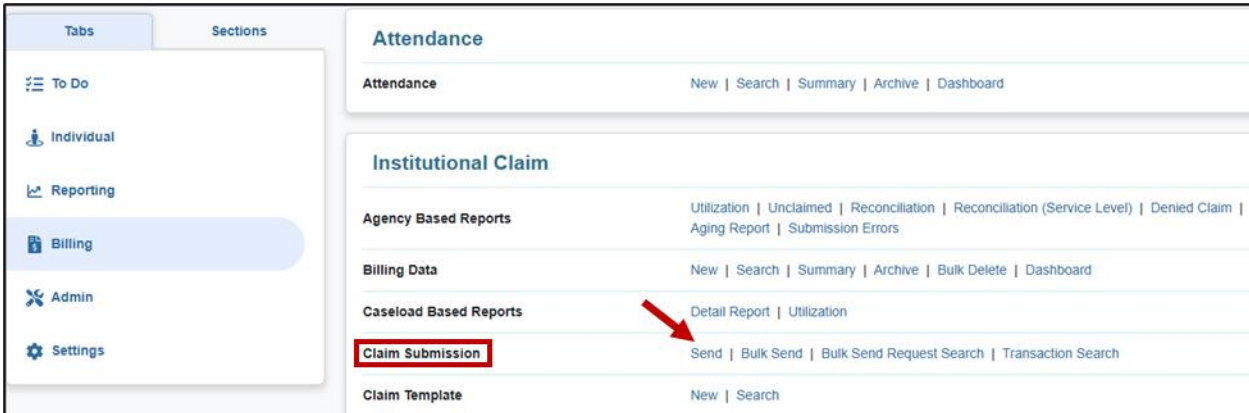 Tabs Sections
To Do
Individual
Reporting
Billing
Admin
Settings
Attendance
Attendance New | Search | Summary | Archive | Dashboard
Institutional Claim
Agency Based Reports Utilization | Unclaimed | Reconciliation | Reconciliation (Service Level) | Denied Claim |
Aging Report | Submission Errors
Billing Data New | Search | Summary | Archive | Bulk Delete | Dashboard
Caseload Based Reports Detail Report | Utilization
Claim Submission Send | Bulk Send | Bulk Send Request Search | Transaction Search
Claim Template New | Search